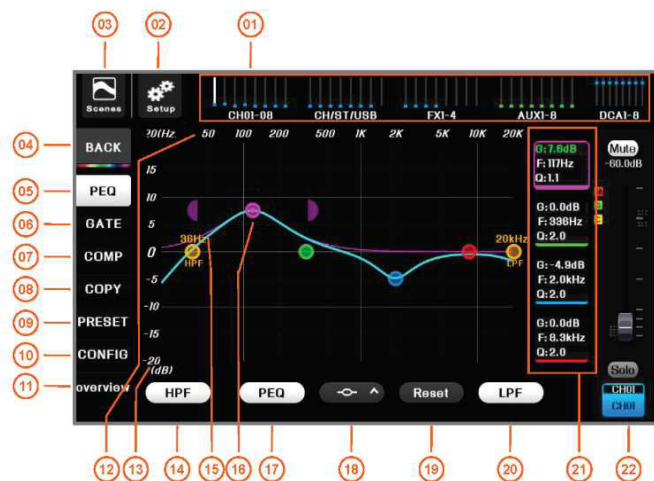 03 02 01
Scenes Setup
CH01-08 CH/ST/USB FX1-4 AUX1-8 DCA1-8
04 BACK
20(Hz) 50 100 200 500 1K 2K 5K 10K 20K
Mute
-60.0dB
15
10
5
0
-5
-10
-15
-20
(dB)
05 PEQ
06 GATE
07 COMP
08 COPY
09 PRESET
10 CONFIG
11 overview
36Hz
HPF
20kHz
LPF
G:7.6dB
F:117Hz
Q:1.1
G:0.0dB
F:336Hz
Q:2.0
G:-4.9dB
F:2.0kHz
Q:2.0
G:0.0dB
F:8.3kHz
Q:2.0
Solo
CH01
CH01
HPF PEQ Reset LPF
12 13 14 15 16 17 18 19 20 21 22